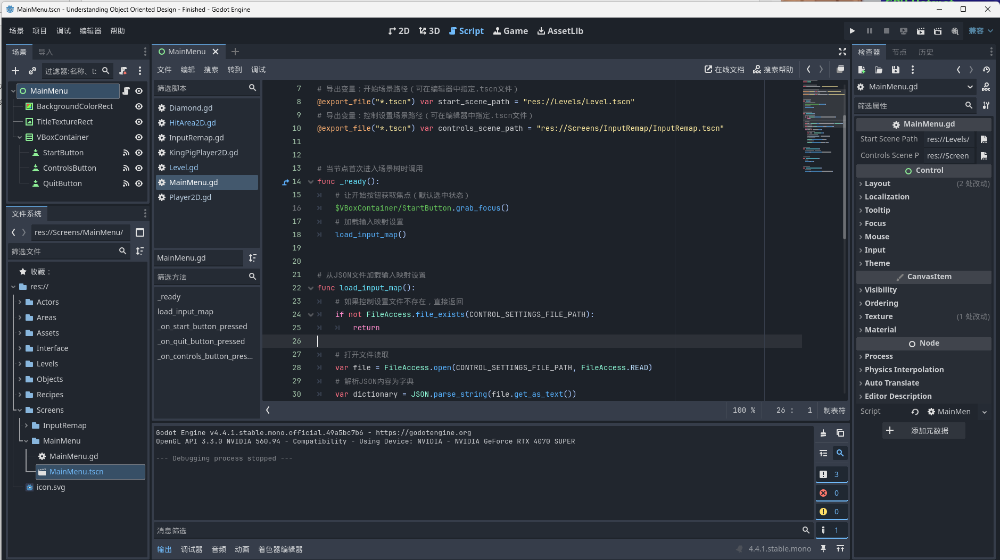 MainMenu.tscn - Understanding Object Oriented Design - Finished - Godot Engine
场景 项目 调试 编辑器 帮助
2D 3D Script Game AssetLib
兼容
场景 导入
过滤器:名称、t:
MainMenu
BackgroundColorRect
TitleTextureRect
VBoxContainer
StartButton
ControlsButton
QuitButton
文件系统
res://Screens/MainMenu/
筛选文件
收藏：
res://
Actors
Areas
Assets
Interface
Levels
Objects
Recipes
Screens
InputRemap
MainMenu
MainMenu.gd
MainMenu.tscn
icon.svg
MainMenu
文件 编辑 搜索 转到 调试
在线文档 搜索帮助
筛选脚本
Diamond.gd
HitArea2D.gd
InputRemap.gd
KingPigPlayer2D.gd
Level.gd
MainMenu.gd
Player2D.gd
MainMenu.gd
筛选方法
_ready
load_input_map
_on_start_button_pressed
_on_quit_button_pressed
_on_controls_button_pres...
7 # 导出变量：开始场景路径（可在编辑器中指定.tscn文件）
8 @export_file("*.tscn") var start_scene_path = "res://Levels/Level.tscn"
9 # 导出变量：控制设置场景路径（可在编辑器中指定.tscn文件）
10 @export_file("*.tscn") var controls_scene_path = "res://Screens/InputRemap/InputRemap.tscn"
11
12
13 # 当节点首次进入场景树时调用
14 func _ready():
15 # 让开始按钮获取焦点（默认选中状态）
16 $VBoxContainer/StartButton.grab_focus()
17 # 加载输入映射设置
18 load_input_map()
19
20
21 # 从JSON文件加载输入映射设置
22 func load_input_map():
23 # 如果控制设置文件不存在，直接返回
24 if not FileAccess.file_exists(CONTROL_SETTINGS_FILE_PATH):
25 return
26
27 # 打开文件读取
28 var file = FileAccess.open(CONTROL_SETTINGS_FILE_PATH, FileAccess.READ)
29 # 解析JSON内容为字典
30 var dictionary = JSON.parse_string(file.get_as_text())
100 % 26 : 1 制表符
Godot Engine v4.4.1.stable.mono.official.49a5bc7b6 - https://godotengine.org
OpenGL API 3.3.0 NVIDIA 560.94 - Compatibility - Using Device: NVIDIA - NVIDIA GeForce RTX 4070 SUPER
--- Debugging process stopped ---
3
0
0
1
消息筛选
输出 调试器 音频 动画 着色器编辑器
4.4.1.stable.mono
检查器 节点 历史
MainMenu.gd
DOC
筛选属性
MainMenu.gd
Start Scene Path res://Levels/
Controls Scene P res://Screen
Control
Layout (2 处改动)
Localization
Tooltip
Focus
Mouse
Input
Theme
CanvasItem
Visibility
Ordering
Texture (1 处改动)
Material
Node
Process
Physics Interpolation
Auto Translate
Editor Description
Script MainMen
添加元数据